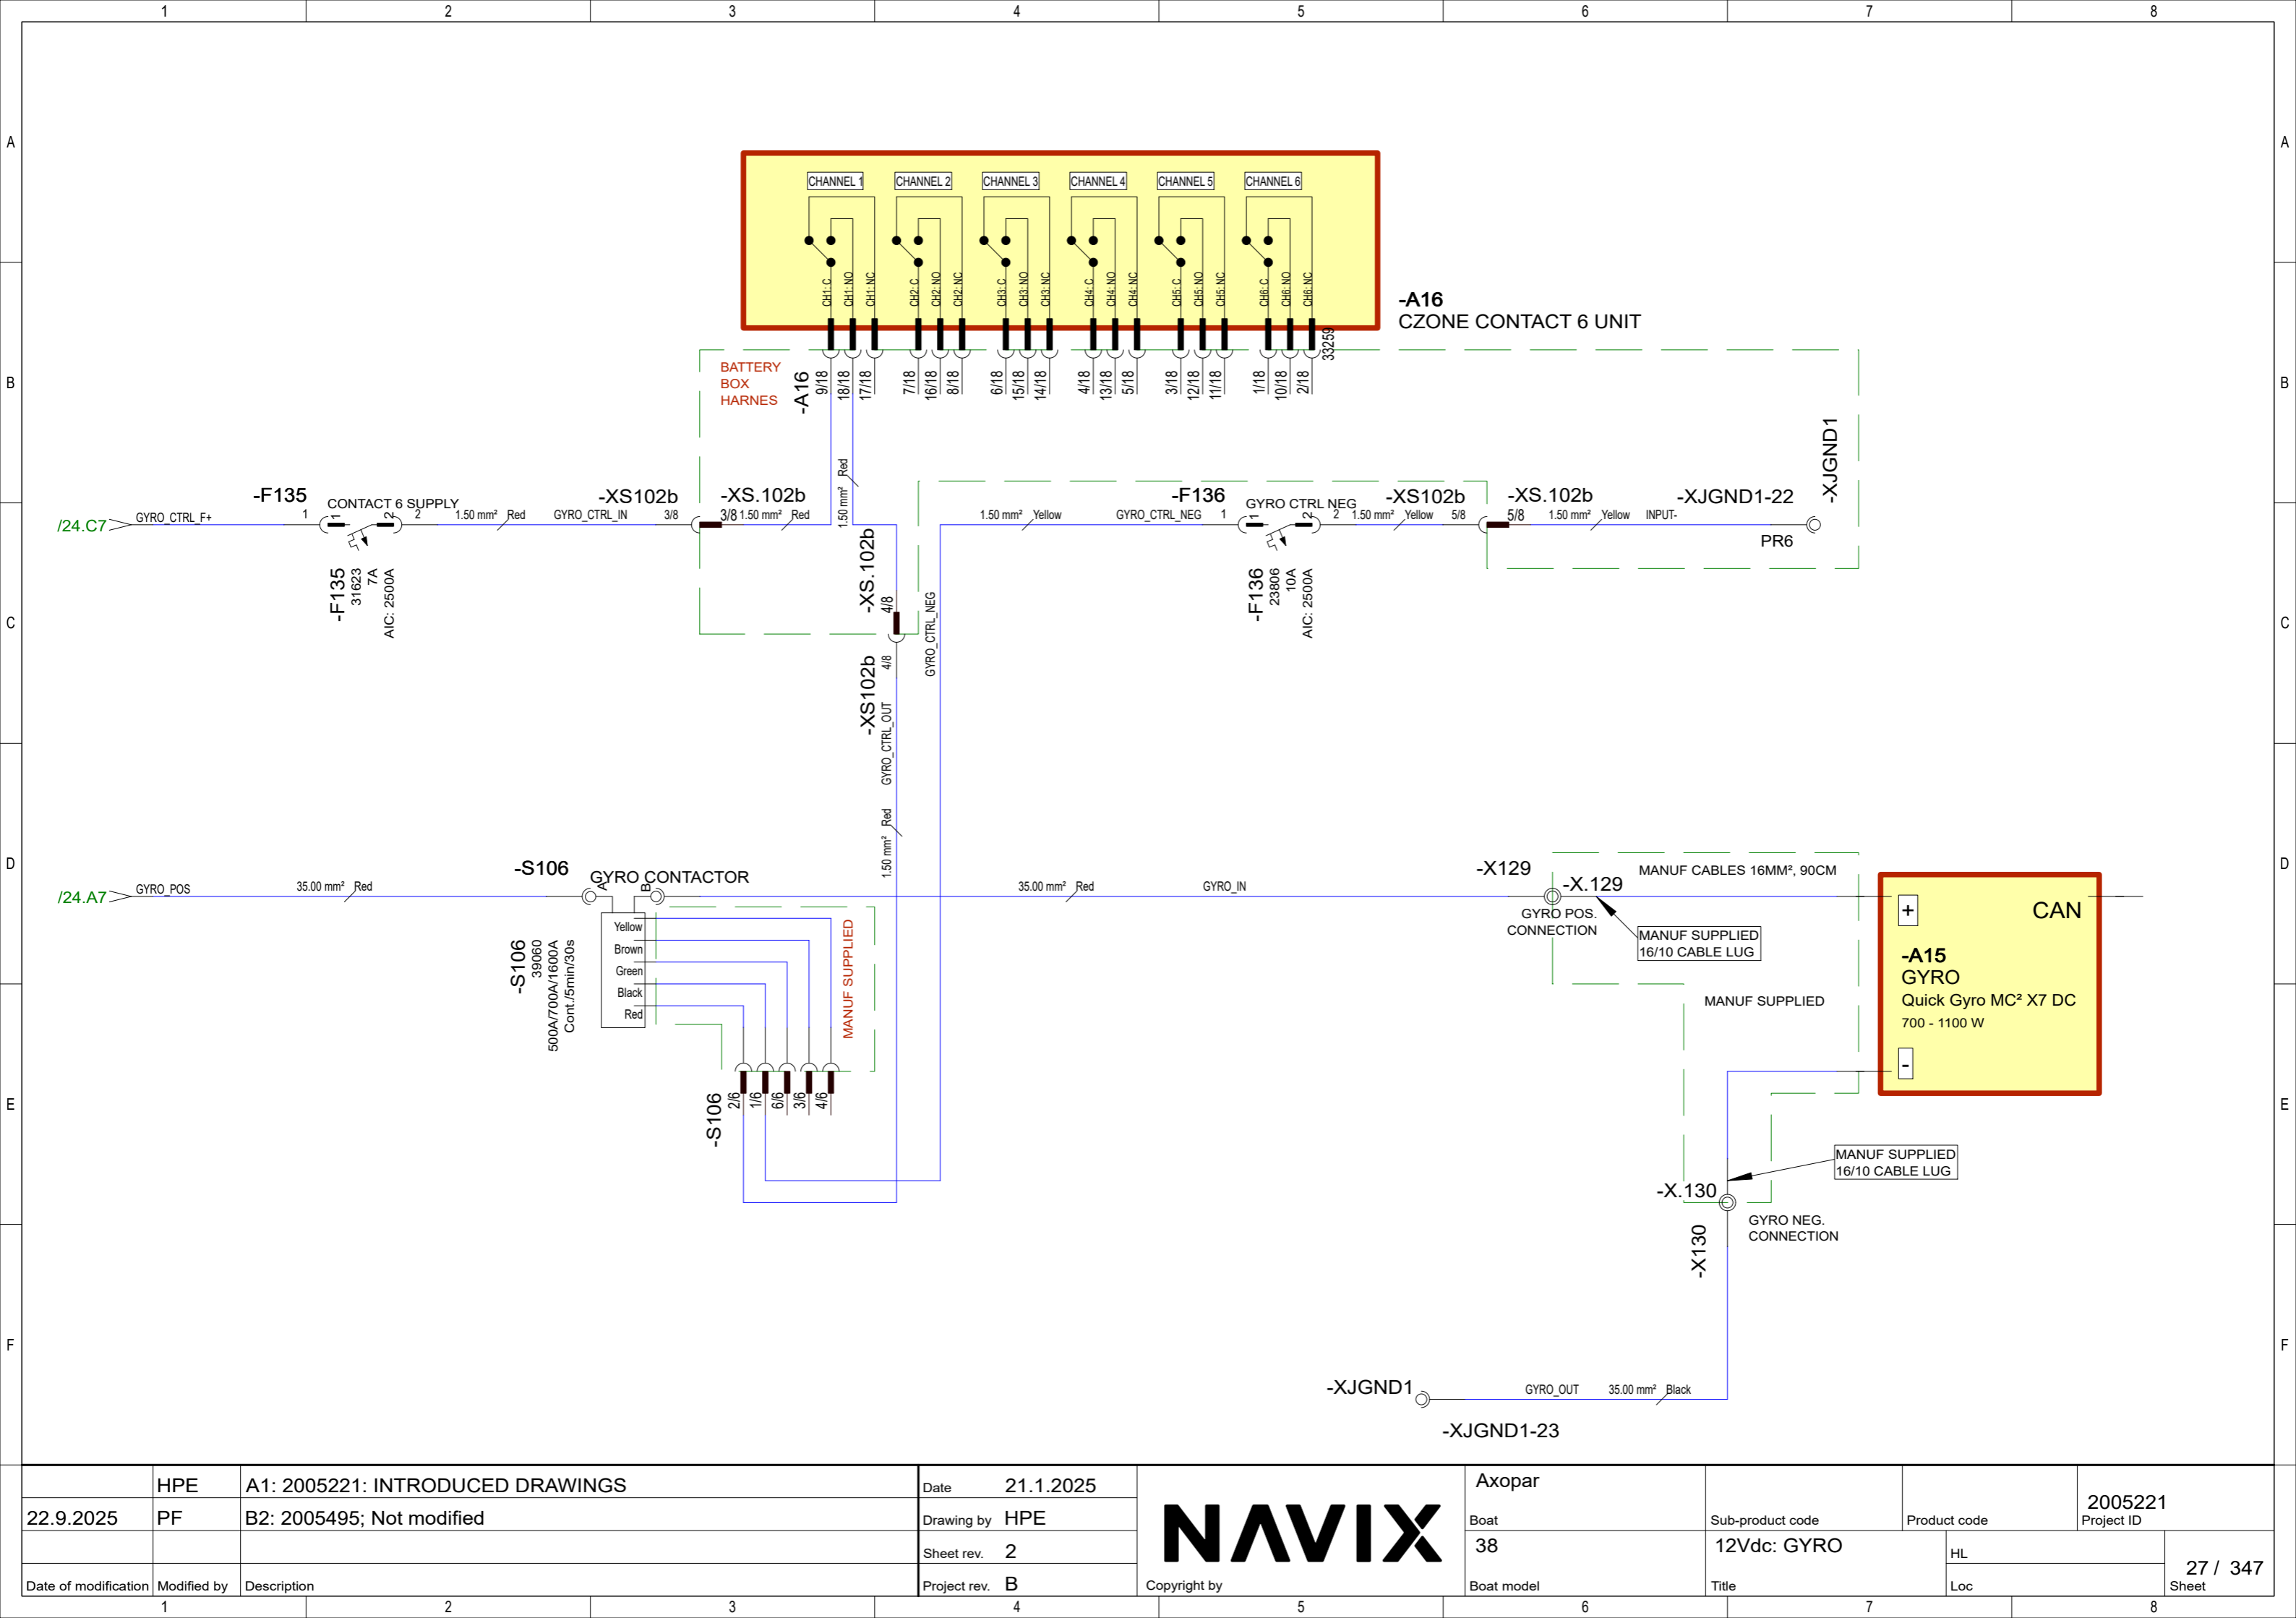 1 2 3 4 5 6 7 8
A A
B B
C C
D D
E E
F F
CHANNEL 1 CHANNEL 2 CHANNEL 3 CHANNEL 4 CHANNEL 5 CHANNEL 6
CH1: C CH1: NO CH1: NC CH2: C CH2: NO CH2: NC CH3: C CH3: NO CH3: NC CH4: C CH4: NO CH4: NC CH5: C CH5: NO CH5: NC CH6: C CH6: NO CH6: NC
-A16
CZONE CONTACT 6 UNIT
33259
BATTERY
BOX
HARNES
-A16
9/18 18/18 17/18 7/18 16/18 8/18 6/18 15/18 14/18 4/18 13/18 5/18 3/18 12/18 11/18 1/18 10/18 2/18
-XJGND1
1.50 mm² Red
/24.C7
GYRO_CTRL_F+
-F135
1
CONTACT 6 SUPPLY
1 2
2
1.50 mm² Red
GYRO_CTRL_IN
-XS102b
3/8
-XS.102b
3/8
1.50 mm² Red
-F135
31623
7A
AIC: 2500A
-XS.102b
4/8
-XS102b
4/8
GYRO_CTRL_OUT
1.50 mm² Red
GYRO_CTRL_NEG
1.50 mm² Yellow
GYRO_CTRL_NEG
-F136
1
GYRO CTRL NEG
1 2
2
1.50 mm² Yellow
-XS102b
5/8
-XS.102b
5/8
1.50 mm² Yellow
INPUT-
-XJGND1-22
PR6
-F136
23806
10A
AIC: 2500A
/24.A7
GYRO_POS
35.00 mm² Red
-S106
GYRO CONTACTOR
A B
35.00 mm² Red
GYRO_IN
-X129
-X.129
GYRO POS.
CONNECTION
MANUF CABLES 16MM², 90CM
MANUF SUPPLIED
16/10 CABLE LUG
MANUF SUPPLIED
+
CAN
-A15
GYRO
Quick Gyro MC² X7 DC
700 - 1100 W
-
-S106
39060
500A/700A/1600A
Cont./5min/30s
Yellow
Brown
Green
Black
Red
MANUF SUPPLIED
-S106
2/6 1/6 6/6 3/6 4/6
MANUF SUPPLIED
16/10 CABLE LUG
-X.130
GYRO NEG.
CONNECTION
-X130
-XJGND1
GYRO_OUT
35.00 mm² Black
-XJGND1-23
HPE A1: 2005221: INTRODUCED DRAWINGS
22.9.2025 PF B2: 2005495; Not modified
Date of modification Modified by Description
Date 21.1.2025
Drawing by HPE
Sheet rev. 2
Project rev. B
NAVIX
Copyright by
Axopar
Boat
38
Boat model
Sub-product code
Product code
2005221
Project ID
12Vdc: GYRO
Title
HL
Loc
27 / 347
Sheet
1 2 3 4 5 6 7 8